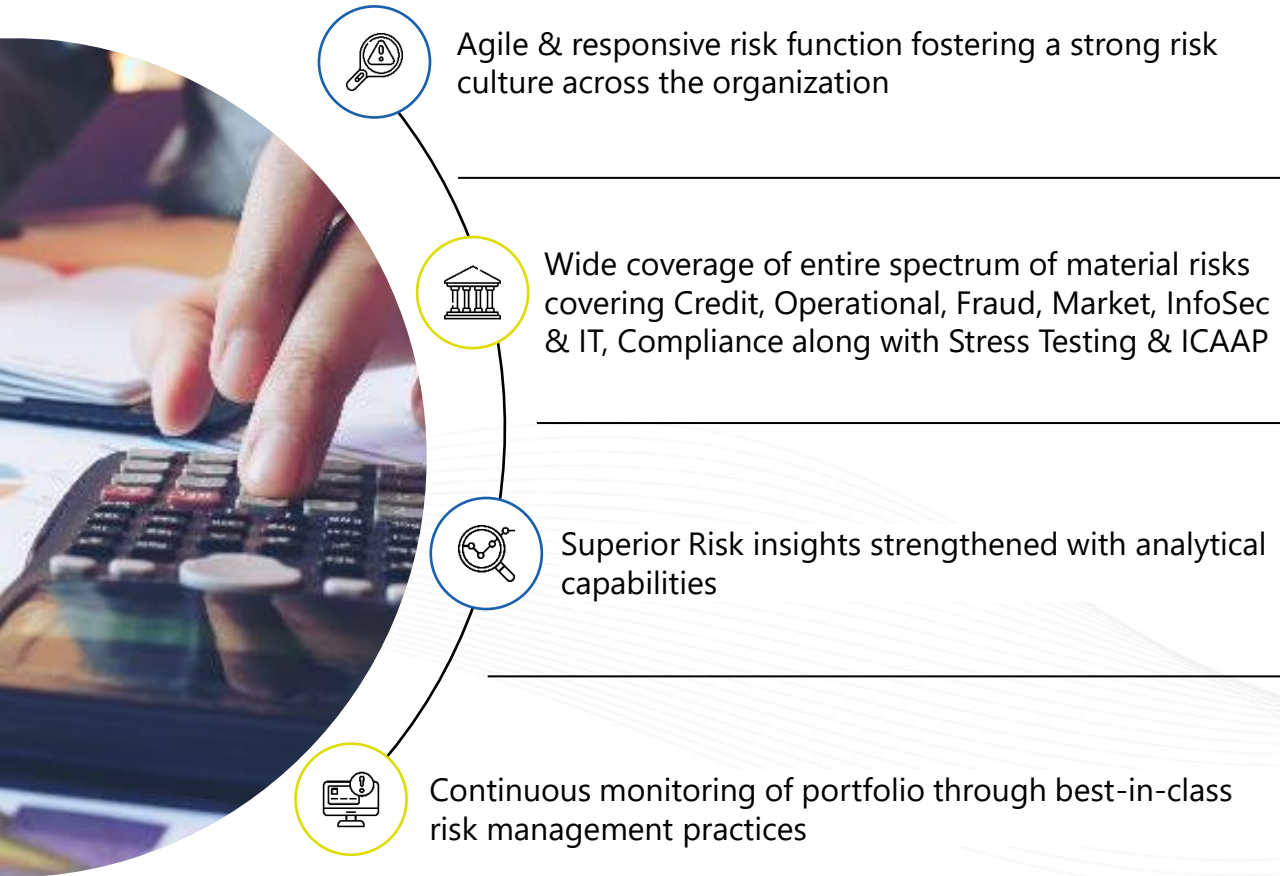 Agile & responsive risk function fostering a strong risk
culture across the organization
Wide coverage of entire spectrum of material risks
covering Credit, Operational, Fraud, Market, InfoSec
& IT, Compliance along with Stress Testing & ICAAP
Superior Risk insights strengthened with analytical
capabilities
Continuous monitoring of portfolio through best-in-class
risk management practices